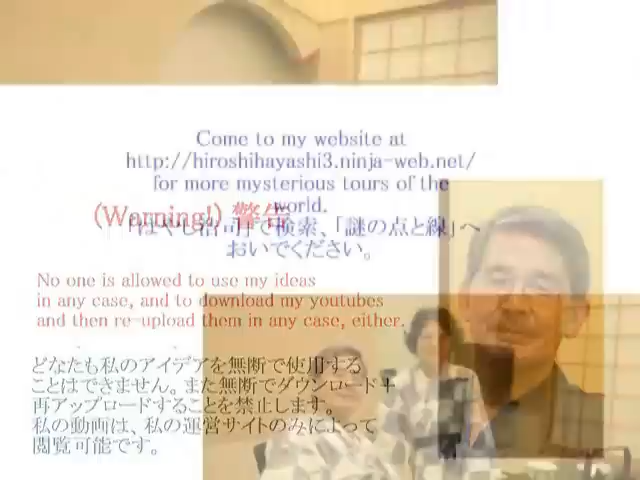 Come to my website at
http://hiroshihayashi3.ninja-web.net/
for more mysterious tours of the
world.
(Warning!) 警告
「はやし浩司」で検索、「謎の点と線」へ
おいでください。
No one is allowed to use my ideas
in any case, and to download my youtubes
and then re-upload them in any case, either.
どなたも私のアイデアを無断で使用する
ことはできません。また無断でダウンロード+
再アップロードすることを禁止します。
私の動画は、私の運営サイトのみによって
閲覧可能です。